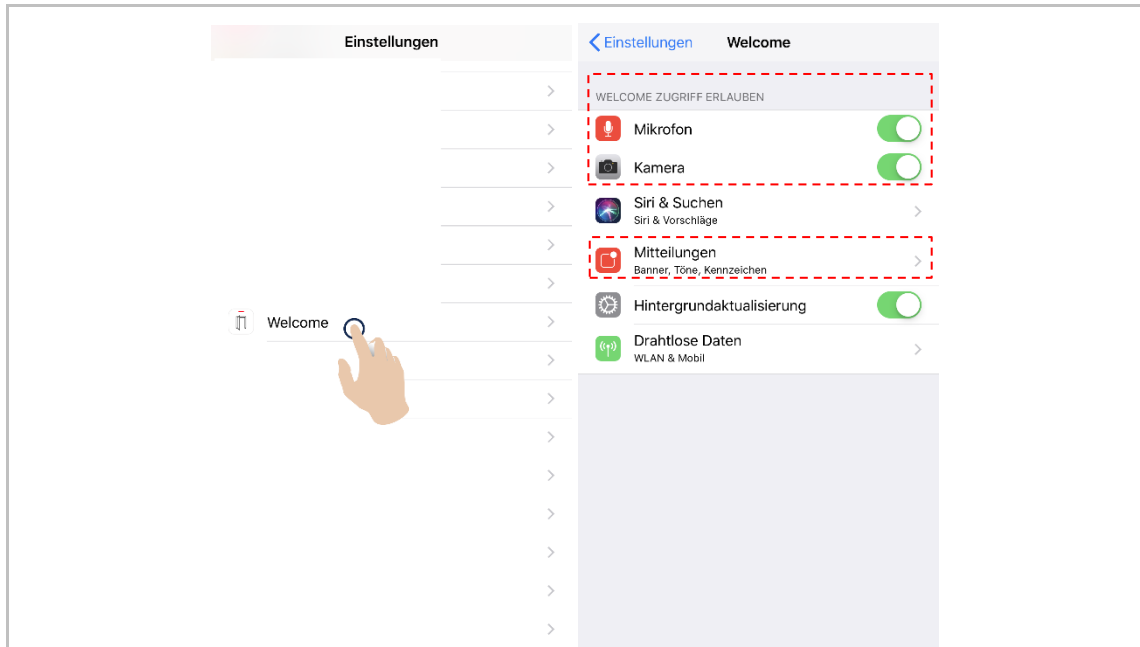 Einstellungen
Welcome
Einstellungen
Welcome
WELCOME ZUGRIFF ERLAUBEN
Mikrofon
Kamera
Siri & Suchen
Siri & Vorschläge
Mitteilungen
Banner, Töne, Kennzeichen
Hintergrundaktualisierung
Drahtlose Daten
WLAN & Mobil